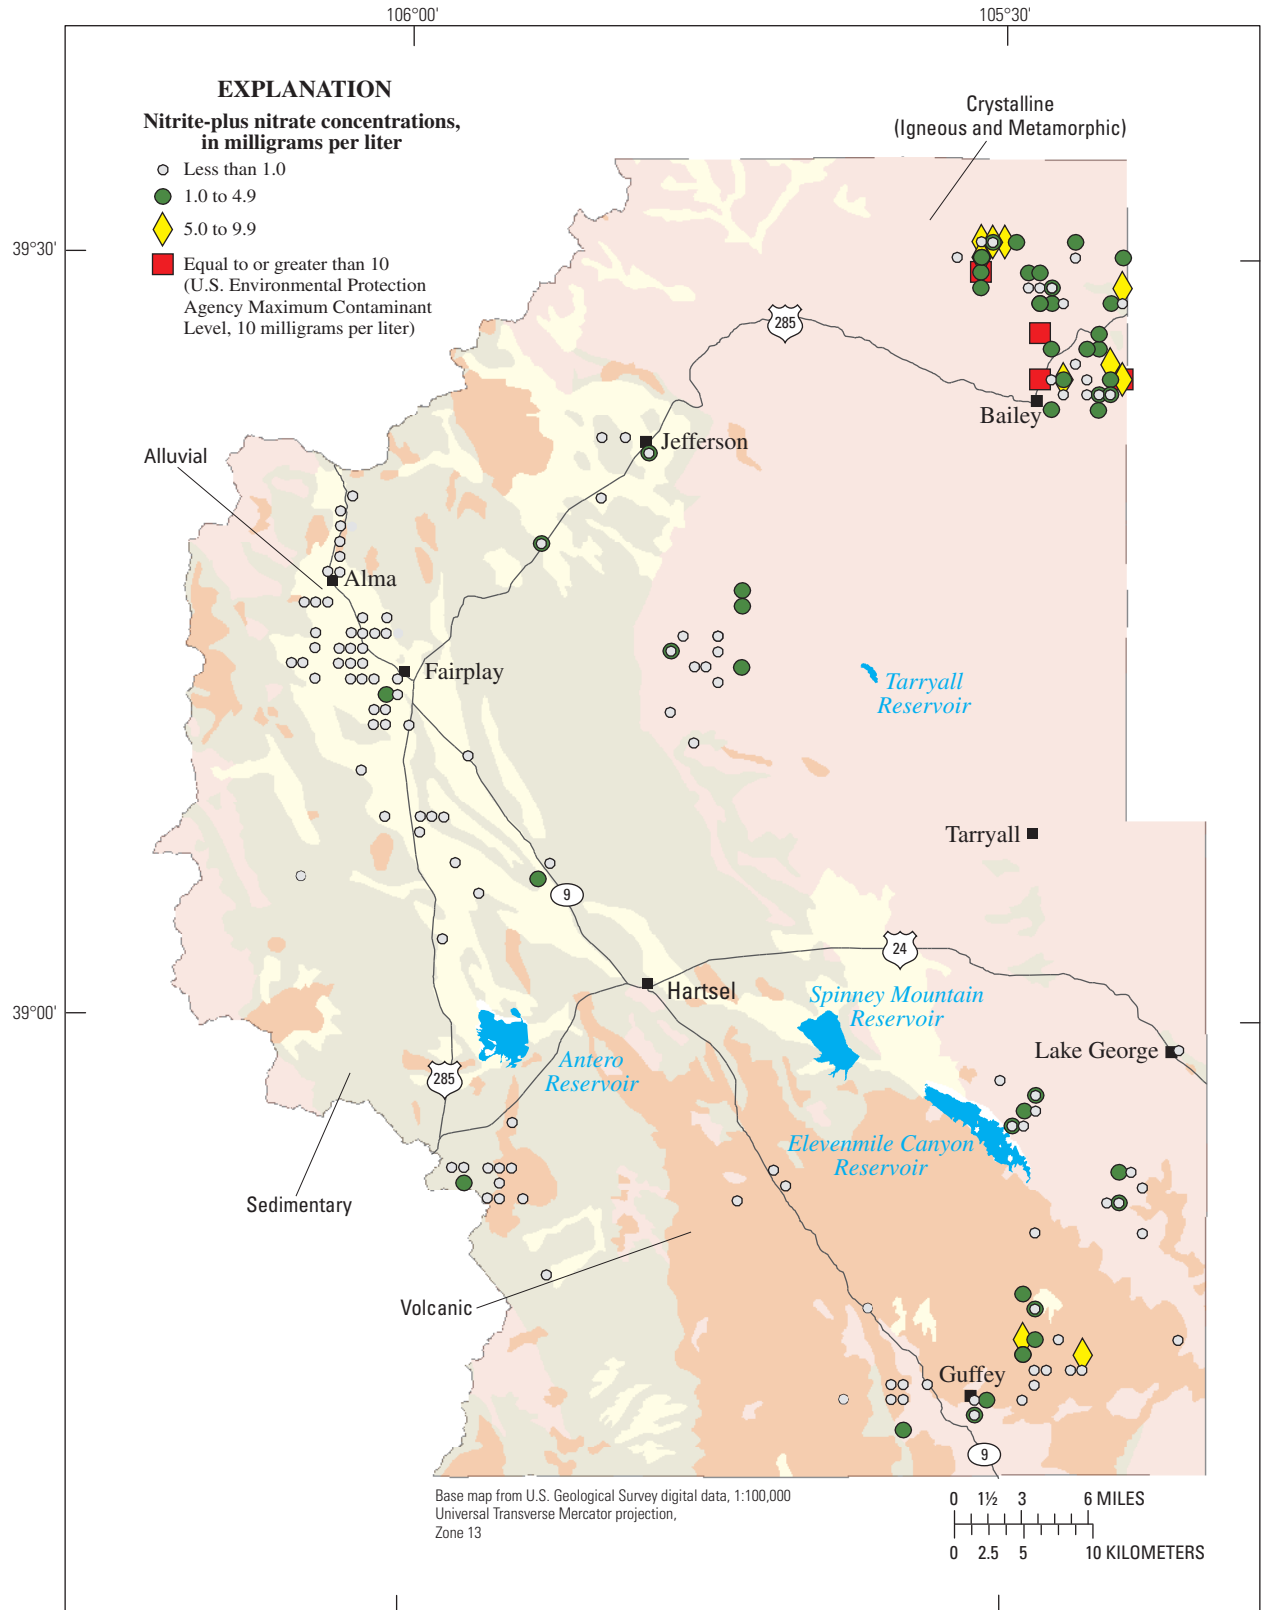 106°00'
105°30'
EXPLANATION
Nitrite-plus nitrate concentrations,
in milligrams per liter
Less than 1.0
1.0 to 4.9
5.0 to 9.9
Equal to or greater than 10
(U.S. Environmental Protection
Agency Maximum Contaminant
Level, 10 milligrams per liter)
Crystalline
(Igneous and Metamorphic)
39°30'
285
Bailey
Jefferson
Alluvial
Alma
Fairplay
Tarryall
Reservoir
Tarryall
9
24
Hartsel
Spinney Mountain
Reservoir
39°00'
Antero
Reservoir
Lake George
285
Elevenmile Canyon
Reservoir
Sedimentary
Volcanic
Guffey
9
Base map from U.S. Geological Survey digital data, 1:100,000
Universal Transverse Mercator projection,
Zone 13
0 1½ 3 6 MILES
0 2.5 5 10 KILOMETERS